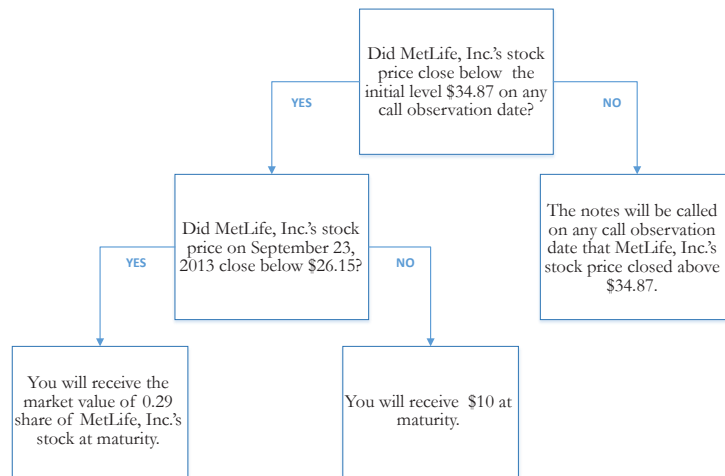 Did MetLife, Inc.'s stock
price close below the
initial level $34.87 on any
call observation date?
YES
NO
Did MetLife, Inc.'s stock
price on September 23,
2013 close below $26.15?
The notes will be called
on any call observation
date that MetLife, Inc.'s
stock price closed above
$34.87.
YES
NO
You will receive the
market value of 0.29
share of MetLife, Inc.'s
stock at maturity.
You will receive $10 at
maturity.